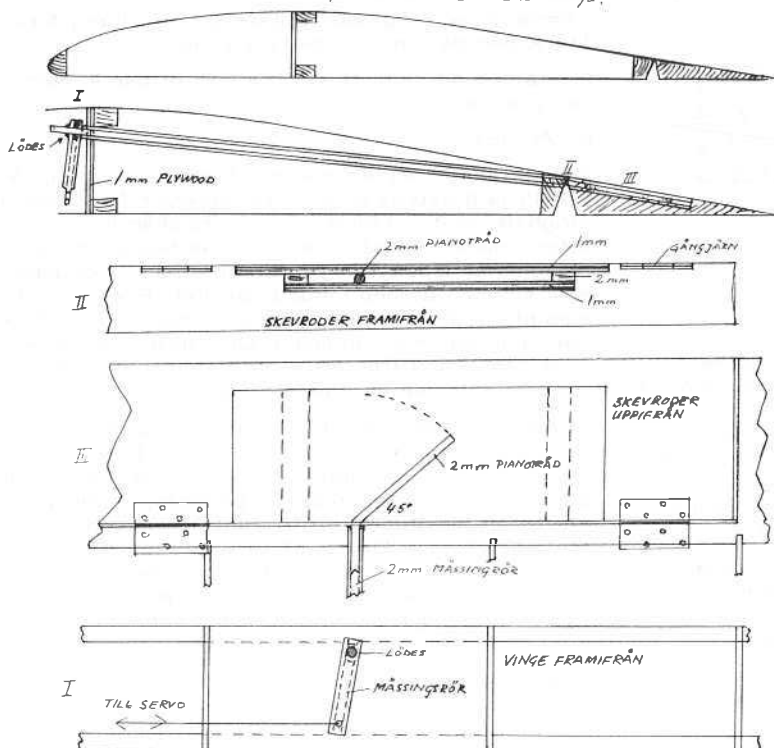 I
LÖDES
1mm PLYWOOD
II
III
2mm PIANOTRÅD
1mm
GÅNGJÄRN
2mm
1mm
II
SKEVRODER FRAMIFRÅN
SKEVRODER
UPPIFRÅN
2mm PIANOTRÅD
45°
2mm MÄSSINGRÖR
LÖDES
VINGE FRAMIFRÅN
I
MÄSSINGSRÖR
TILL SERVO